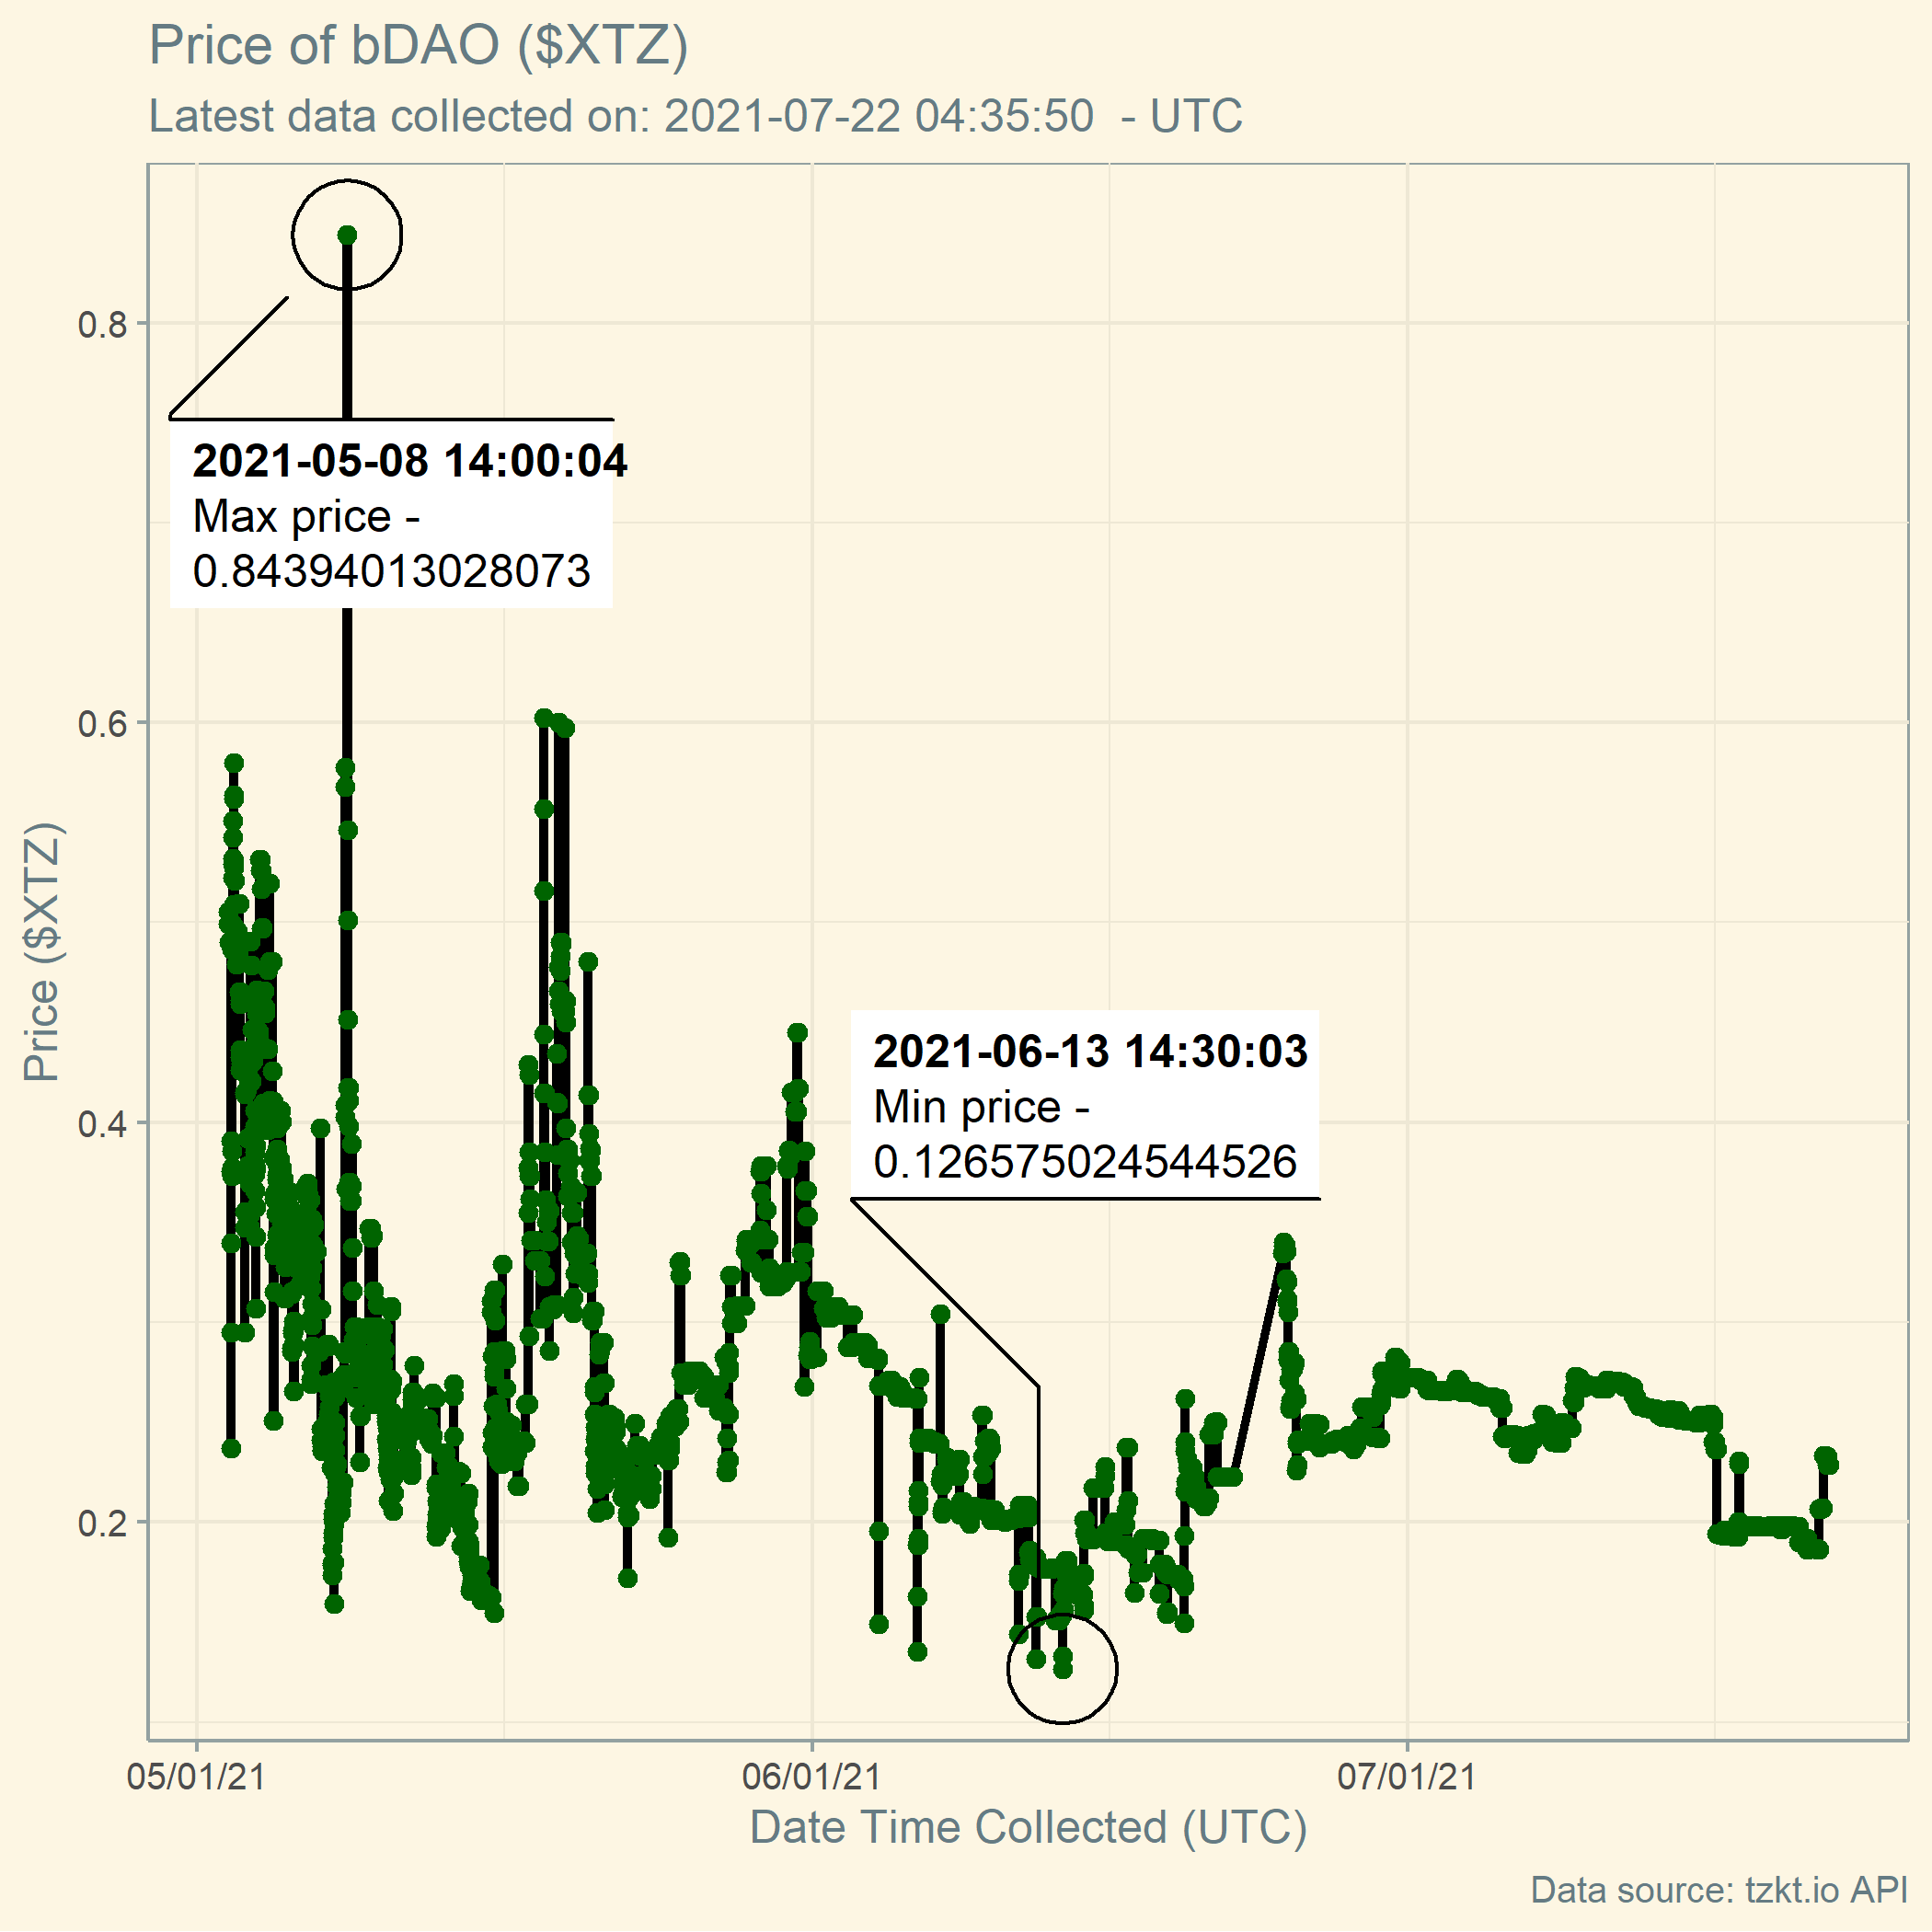 Price of bDAO ($XTZ)
Latest data collected on: 2021-07-22 04:35:50  - UTC
0.8
2021-05-08 14:00:04
Max price -
0.84394013028073
0.6
Price ($XTZ)
2021-06-13 14:30:03
Min price -
0.126575024544526
0.4
0.2
05/01/21
06/01/21
07/01/21
Date Time Collected (UTC)
Data source: tzkt.io API